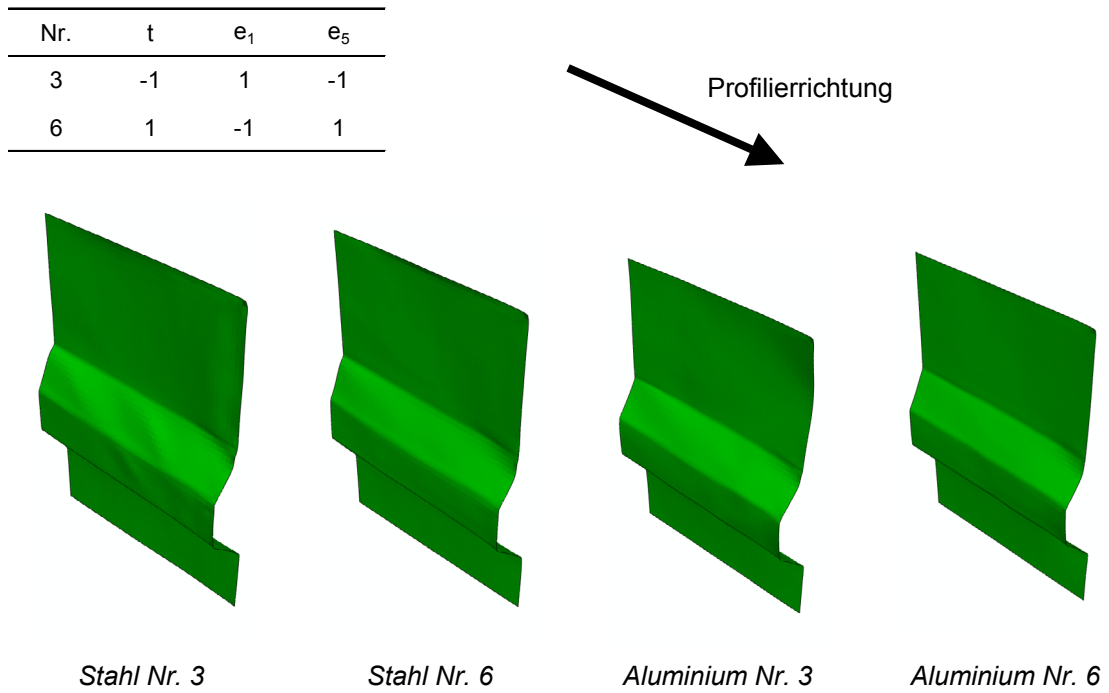 Nr. t e₁ e₅
3 -1 1 -1
6 1 -1 1
Profilierrichtung
Stahl Nr. 3 Stahl Nr. 6 Aluminium Nr. 3 Aluminium Nr. 6